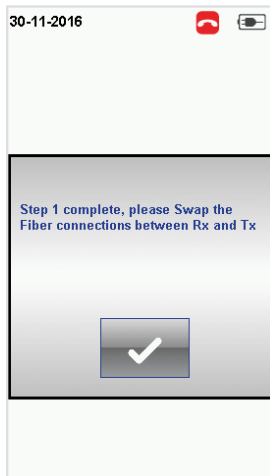 30-11-2016
Step 1 complete, please Swap the
Fiber connections between Rx and Tx